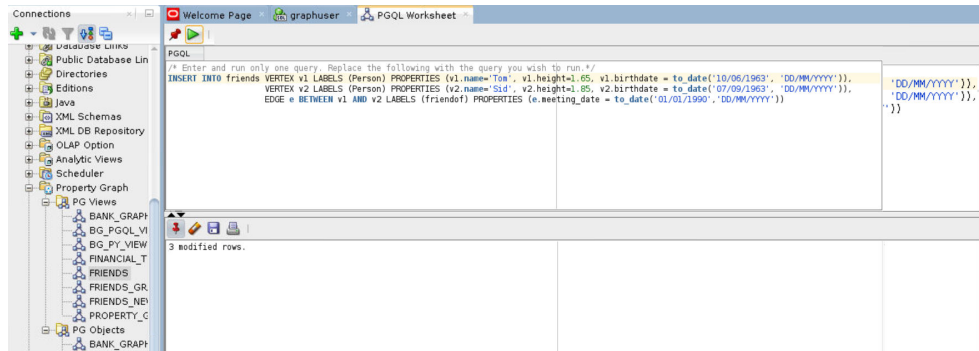 Connections
Welcome Page
graphuser
PGQL Worksheet
Database Links
Public Database Lin
Directories
Editions
Java
XML Schemas
XML DB Repository
OLAP Option
Analytic Views
Scheduler
Property Graph
PG Views
BANK_GRAPH
BG_PGQL_VI
BG_PY_VIEW
FINANCIAL_T
FRIENDS
FRIENDS_GR
FRIENDS_NEW
PROPERTY_G
PG Objects
BANK_GRAPH
PGQL
/* Enter and run only one query. Replace the following with the query you wish to run.*/
INSERT INTO friends VERTEX v1 LABELS (Person) PROPERTIES (v1.name='Tom', v1.height=1.65, v1.birthdate = to_date('10/06/1963', 'DD/MM/YYYY')),
VERTEX v2 LABELS (Person) PROPERTIES (v2.name='Sid', v2.height=1.85, v2.birthdate = to_date('07/09/1963', 'DD/MM/YYYY')),
EDGE e BETWEEN v1 AND v2 LABELS (friendof) PROPERTIES (e.meeting_date = to_date('01/01/1990','DD/MM/YYYY'))
'DD/MM/YYYY')),
'DD/MM/YYYY')),
'))
3 modified rows.